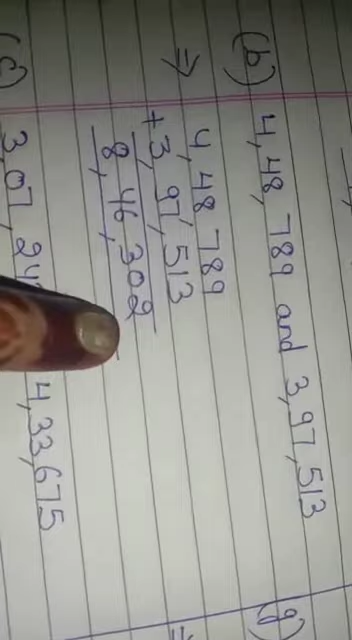 (b) 4,48,789 and 3,97,513
⇒ 4,48 789
+3,97,513
8,46,302
(c) 3,07,24 4,33,675
(g)
⇒